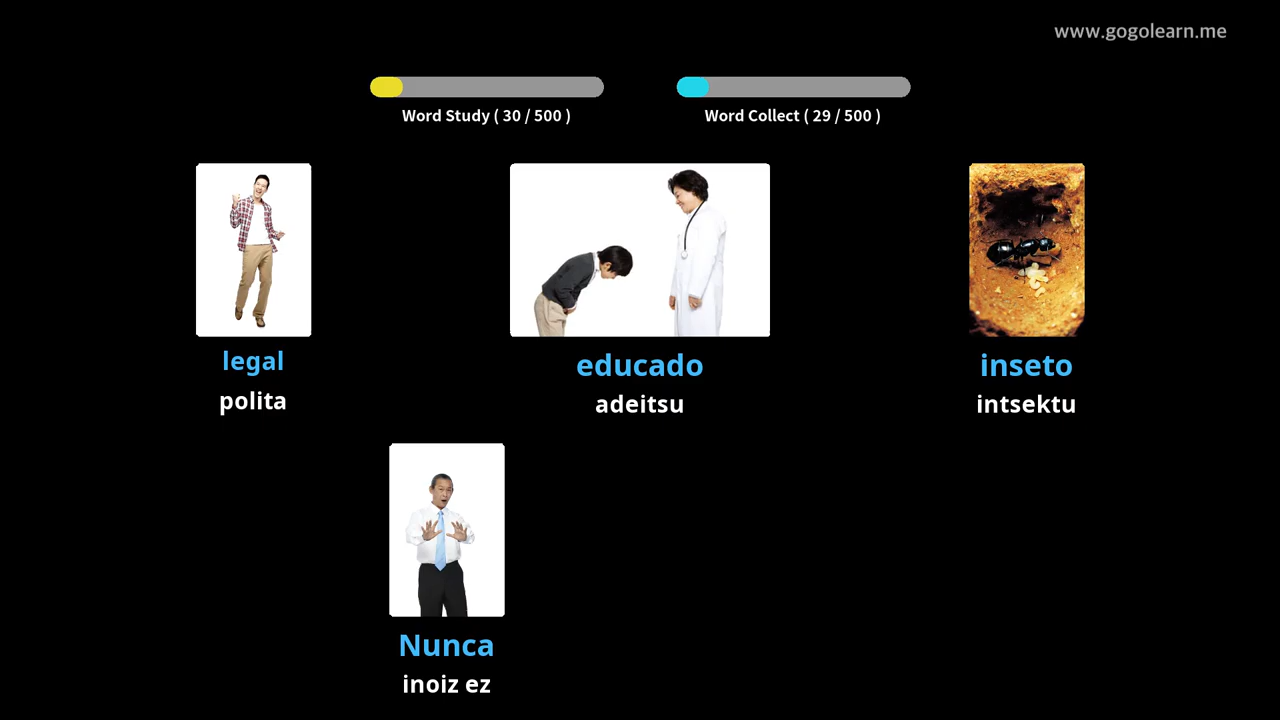 www.gogolearn.me
Word Study ( 30 / 500 )
Word Collect ( 29 / 500 )
legal
polita
educado
adeitsu
inseto
intsektu
Nunca
inoiz ez